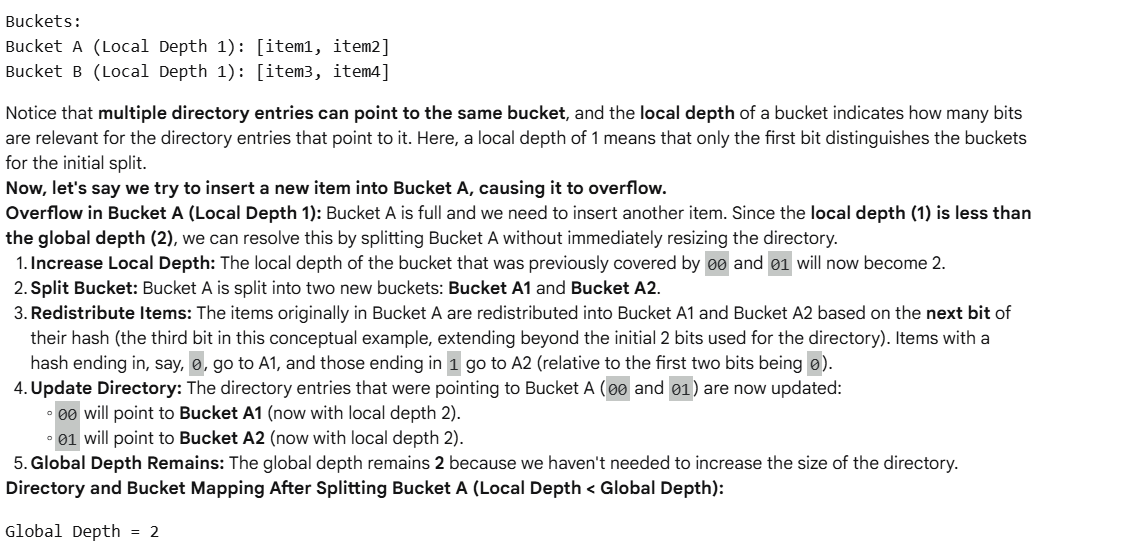 Buckets:
Bucket A (Local Depth 1): [item1, item2]
Bucket B (Local Depth 1): [item3, item4]
Notice that multiple directory entries can point to the same bucket, and the local depth of a bucket indicates how many bits
are relevant for the directory entries that point to it. Here, a local depth of 1 means that only the first bit distinguishes the buckets
for the initial split.
Now, let's say we try to insert a new item into Bucket A, causing it to overflow.
Overflow in Bucket A (Local Depth 1): Bucket A is full and we need to insert another item. Since the local depth (1) is less than
the global depth (2), we can resolve this by splitting Bucket A without immediately resizing the directory.
1. Increase Local Depth: The local depth of the bucket that was previously covered by 00 and 01 will now become 2.
2. Split Bucket: Bucket A is split into two new buckets: Bucket A1 and Bucket A2.
3. Redistribute Items: The items originally in Bucket A are redistributed into Bucket A1 and Bucket A2 based on the next bit of
their hash (the third bit in this conceptual example, extending beyond the initial 2 bits used for the directory). Items with a
hash ending in, say, 0, go to A1, and those ending in 1 go to A2 (relative to the first two bits being 0).
4. Update Directory: The directory entries that were pointing to Bucket A (00 and 01) are now updated:
◦ 00 will point to Bucket A1 (now with local depth 2).
◦ 01 will point to Bucket A2 (now with local depth 2).
5. Global Depth Remains: The global depth remains 2 because we haven't needed to increase the size of the directory.
Directory and Bucket Mapping After Splitting Bucket A (Local Depth < Global Depth):
Global Depth = 2